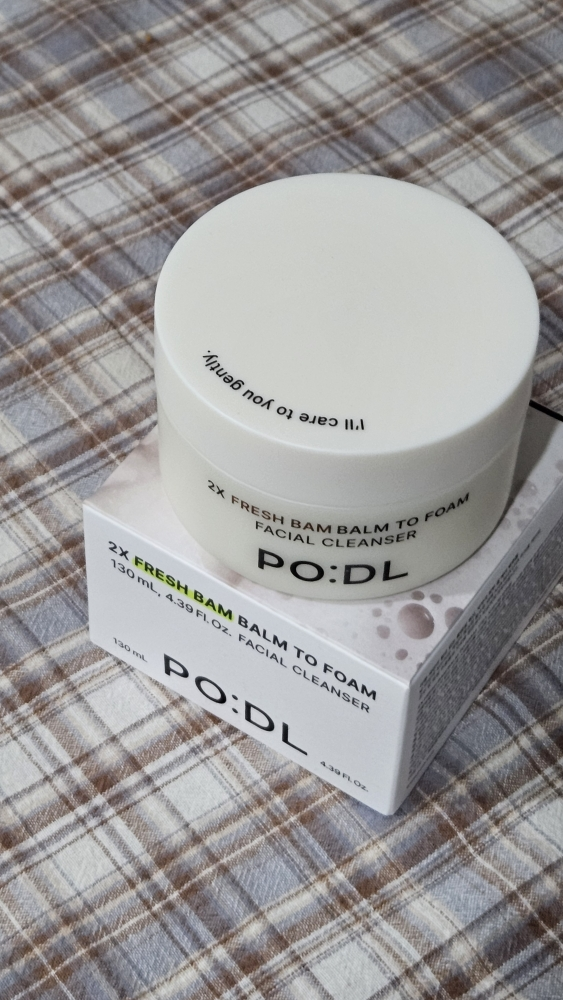 I'll care to you gently.
2X FRESH BAM BALM TO FOAM
FACIAL CLEANSER
PO:DL
2X FRESH BAM BALM TO FOAM
130 mL, 4.39 Fl.Oz. FACIAL CLEANSER
130 mL PO:DL 4.39 Fl.Oz.